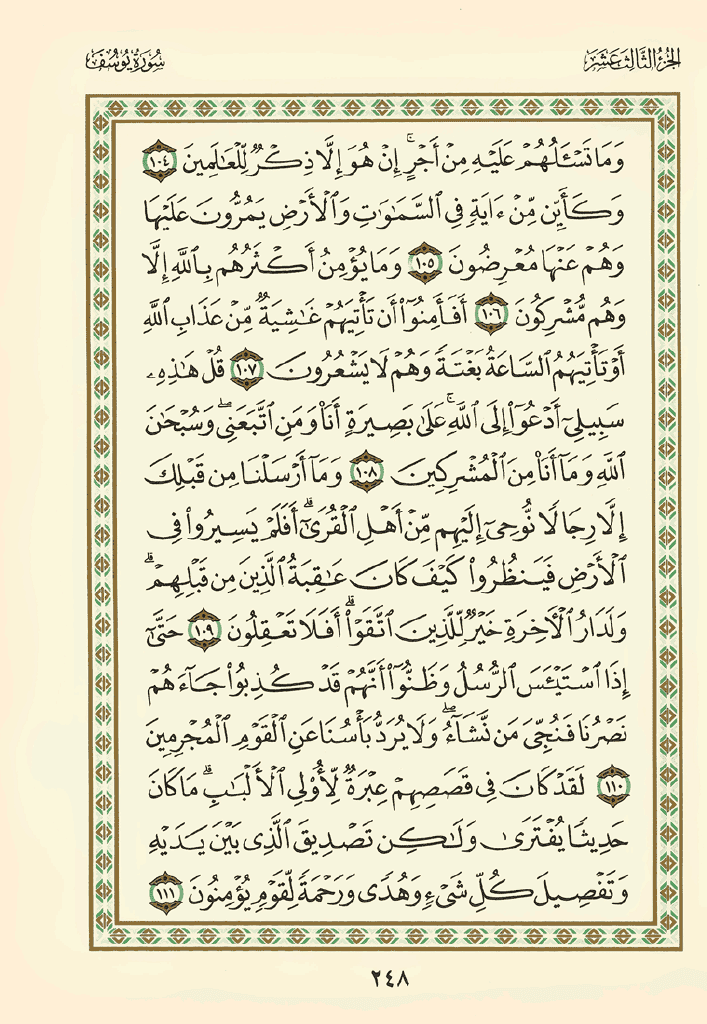 الجزء الثالث عشر
سورة يوسف
وَمَا تَسْـَٔلُهُمْ عَلَيْهِ مِنْ أَجْرٍ ۚ إِنْ هُوَ إِلَّا ذِكْرٌ لِّلْعَـٰلَمِينَ ١٠٤
وَكَأَيِّن مِّنْ ءَايَةٍ فِى ٱلسَّمَـٰوَٰتِ وَٱلْأَرْضِ يَمُرُّونَ عَلَيْهَا
وَهُمْ عَنْهَا مُعْرِضُونَ ١٠٥ وَمَا يُؤْمِنُ أَكْثَرُهُم بِٱللَّهِ إِلَّا
وَهُم مُّشْرِكُونَ ١٠٦ أَفَأَمِنُوٓا۟ أَن تَأْتِيَهُمْ غَـٰشِيَةٌ مِّنْ عَذَابِ ٱللَّهِ
أَوْ تَأْتِيَهُمُ ٱلسَّاعَةُ بَغْتَةً وَهُمْ لَا يَشْعُرُونَ ١٠٧ قُلْ هَـٰذِهِۦ
سَبِيلِىٓ أَدْعُوٓا۟ إِلَى ٱللَّهِ ۚ عَلَىٰ بَصِيرَةٍ أَنَا۠ وَمَنِ ٱتَّبَعَنِى ۖ وَسُبْحَـٰنَ
ٱللَّهِ وَمَآ أَنَا۠ مِنَ ٱلْمُشْرِكِينَ ١٠٨ وَمَآ أَرْسَلْنَا مِن قَبْلِكَ
إِلَّا رِجَالًا نُّوحِىٓ إِلَيْهِم مِّنْ أَهْلِ ٱلْقُرَىٰٓ ۗ أَفَلَمْ يَسِيرُوا۟ فِى
ٱلْأَرْضِ فَيَنظُرُوا۟ كَيْفَ كَانَ عَـٰقِبَةُ ٱلَّذِينَ مِن قَبْلِهِمْ ۗ
وَلَدَارُ ٱلْـَٔاخِرَةِ خَيْرٌ لِّلَّذِينَ ٱتَّقَوْا۟ ۗ أَفَلَا تَعْقِلُونَ ١٠٩ حَتَّىٰٓ
إِذَا ٱسْتَيْـَٔسَ ٱلرُّسُلُ وَظَنُّوٓا۟ أَنَّهُمْ قَدْ كُذِبُوا۟ جَآءَهُمْ
نَصْرُنَا فَنُجِّىَ مَن نَّشَآءُ ۖ وَلَا يُرَدُّ بَأْسُنَا عَنِ ٱلْقَوْمِ ٱلْمُجْرِمِينَ
١١٠ لَقَدْ كَانَ فِى قَصَصِهِمْ عِبْرَةٌ لِّأُو۟لِى ٱلْأَلْبَـٰبِ ۗ مَا كَانَ
حَدِيثًا يُفْتَرَىٰ وَلَـٰكِن تَصْدِيقَ ٱلَّذِى بَيْنَ يَدَيْهِ
وَتَفْصِيلَ كُلِّ شَىْءٍ وَهُدًى وَرَحْمَةً لِّقَوْمٍ يُؤْمِنُونَ ١١١
٢٤٨